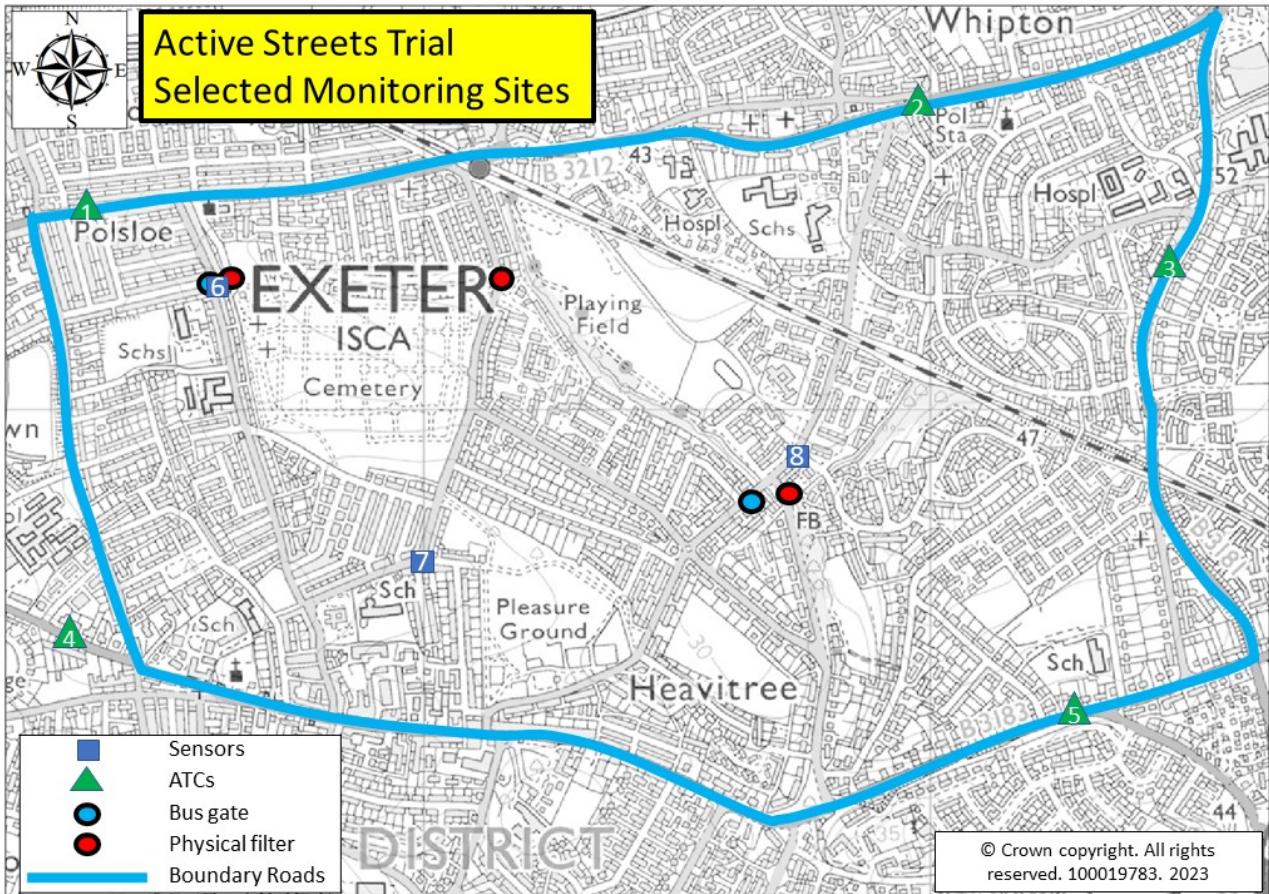 N
W E
S
Active Streets Trial
Selected Monitoring Sites
Whipton
2
Pol
Sta
43
B 3212
52
Hospl
1
Polsloe
Hospl
Schs
3
6
EXETER
ISCA
Playing
Field
Schs
Cemetery
wn
47
8
FB
B 3181
7
Sch
Pleasure
Ground
4
Sch
30
Sch
Heavitree
B3183
5
Sensors
ATCs
Bus gate
Physical filter
Boundary Roads
DISTRICT
35
44
© Crown copyright. All rights
reserved. 100019783. 2023